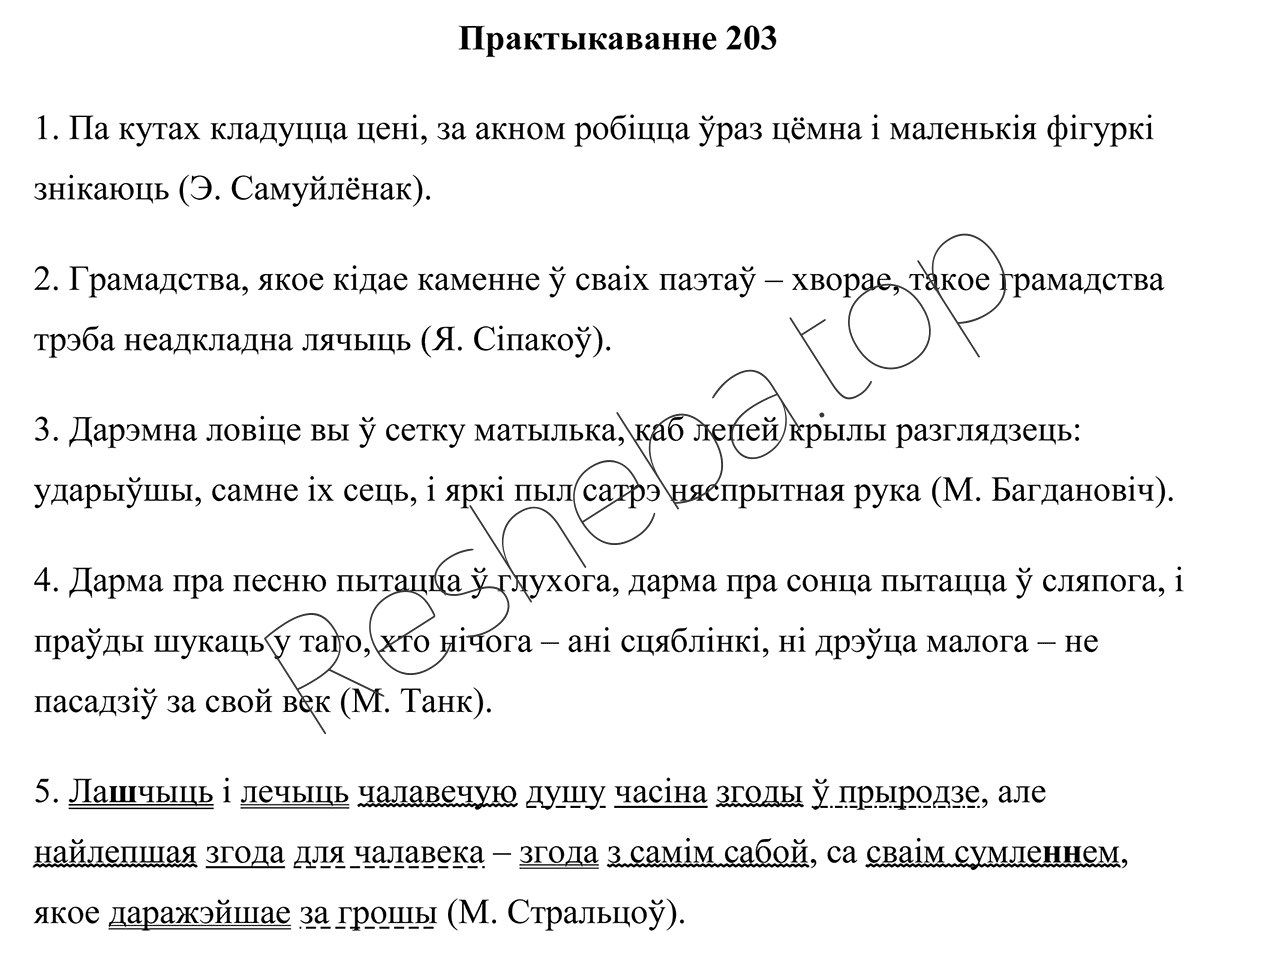 Практыкаванне 203
1. Па кутах кладуцца цені, за акном робіцца ўраз цёмна і маленькія фігуркі
знікаюць (Э. Самуйлёнак).
2. Грамадства, якое кідае каменне ў сваіх паэтаў – хворае, такое грамадства
трэба неадкладна лячыць (Я. Сіпакоў).
3. Дарэмна ловіце вы ў сетку матылька, каб лепей крылы разглядзець:
ударыўшы, самне іх сець, і яркі пыл сатрэ няспрытная рука (М. Багдановіч).
4. Дарма пра песню пытацца ў глухога, дарма пра сонца пытацца ў сляпога, і
праўды шукаць у таго, хто нічога – ані сцяблінкі, ні дрэўца малога – не
пасадзіў за свой век (М. Танк).
5. Лашчыць і лечыць чалавечую душу часіна згоды ў прыродзе, але
найлепшая згода для чалавека – згода з самім сабой, са сваім сумленнем,
якое даражэйшае за грошы (М. Стральцоў).
Resheba.top